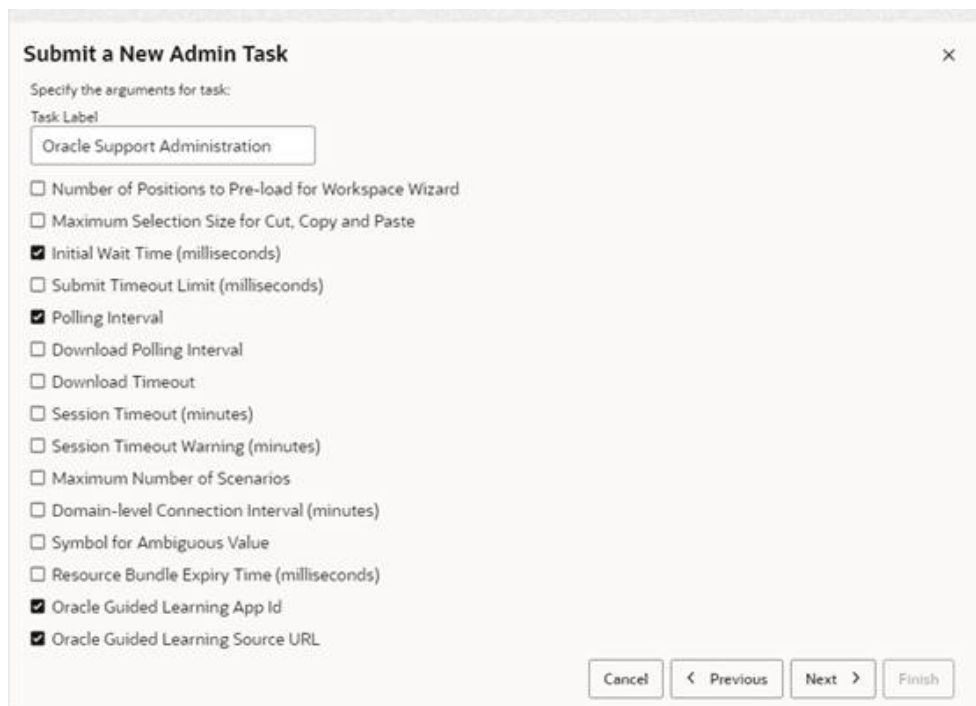 Submit a New Admin Task
Specify the arguments for task:
Task Label
Oracle Support Administration
Number of Positions to Pre-load for Workspace Wizard
Maximum Selection Size for Cut, Copy and Paste
Initial Wait Time (milliseconds)
Submit Timeout Limit (milliseconds)
Polling Interval
Download Polling Interval
Download Timeout
Session Timeout (minutes)
Session Timeout Warning (minutes)
Maximum Number of Scenarios
Domain-level Connection Interval (minutes)
Symbol for Ambiguous Value
Resource Bundle Expiry Time (milliseconds)
Oracle Guided Learning App Id
Oracle Guided Learning Source URL
Cancel Previous Next Finish